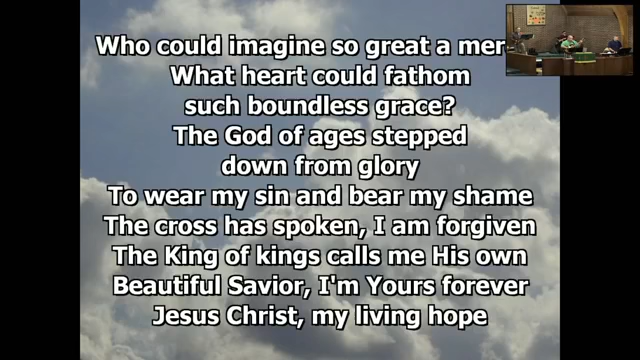 Who could imagine so great a mer
What heart could fathom
such boundless grace?
The God of ages stepped
down from glory
To wear my sin and bear my shame
The cross has spoken, I am forgiven
The King of kings calls me His own
Beautiful Savior, I'm Yours forever
Jesus Christ, my living hope